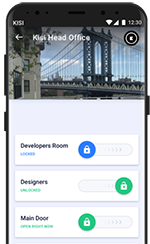 KISI 12:30
Kisi Head Office
Developers Room
LOCKED
Designers
UNLOCKED
Main Door
OPEN RIGHT NOW